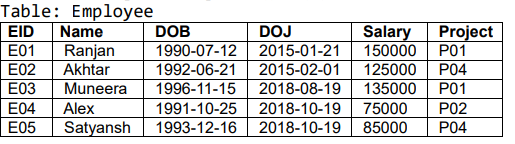 Table: Employee
EID Name DOB DOJ Salary Project
E01 Ranjan 1990-07-12 2015-01-21 150000 P01
E02 Akhtar 1992-06-21 2015-02-01 125000 P04
E03 Muneera 1996-11-15 2018-08-19 135000 P01
E04 Alex 1991-10-25 2018-10-19 75000 P02
E05 Satyansh 1993-12-16 2018-10-19 85000 P04